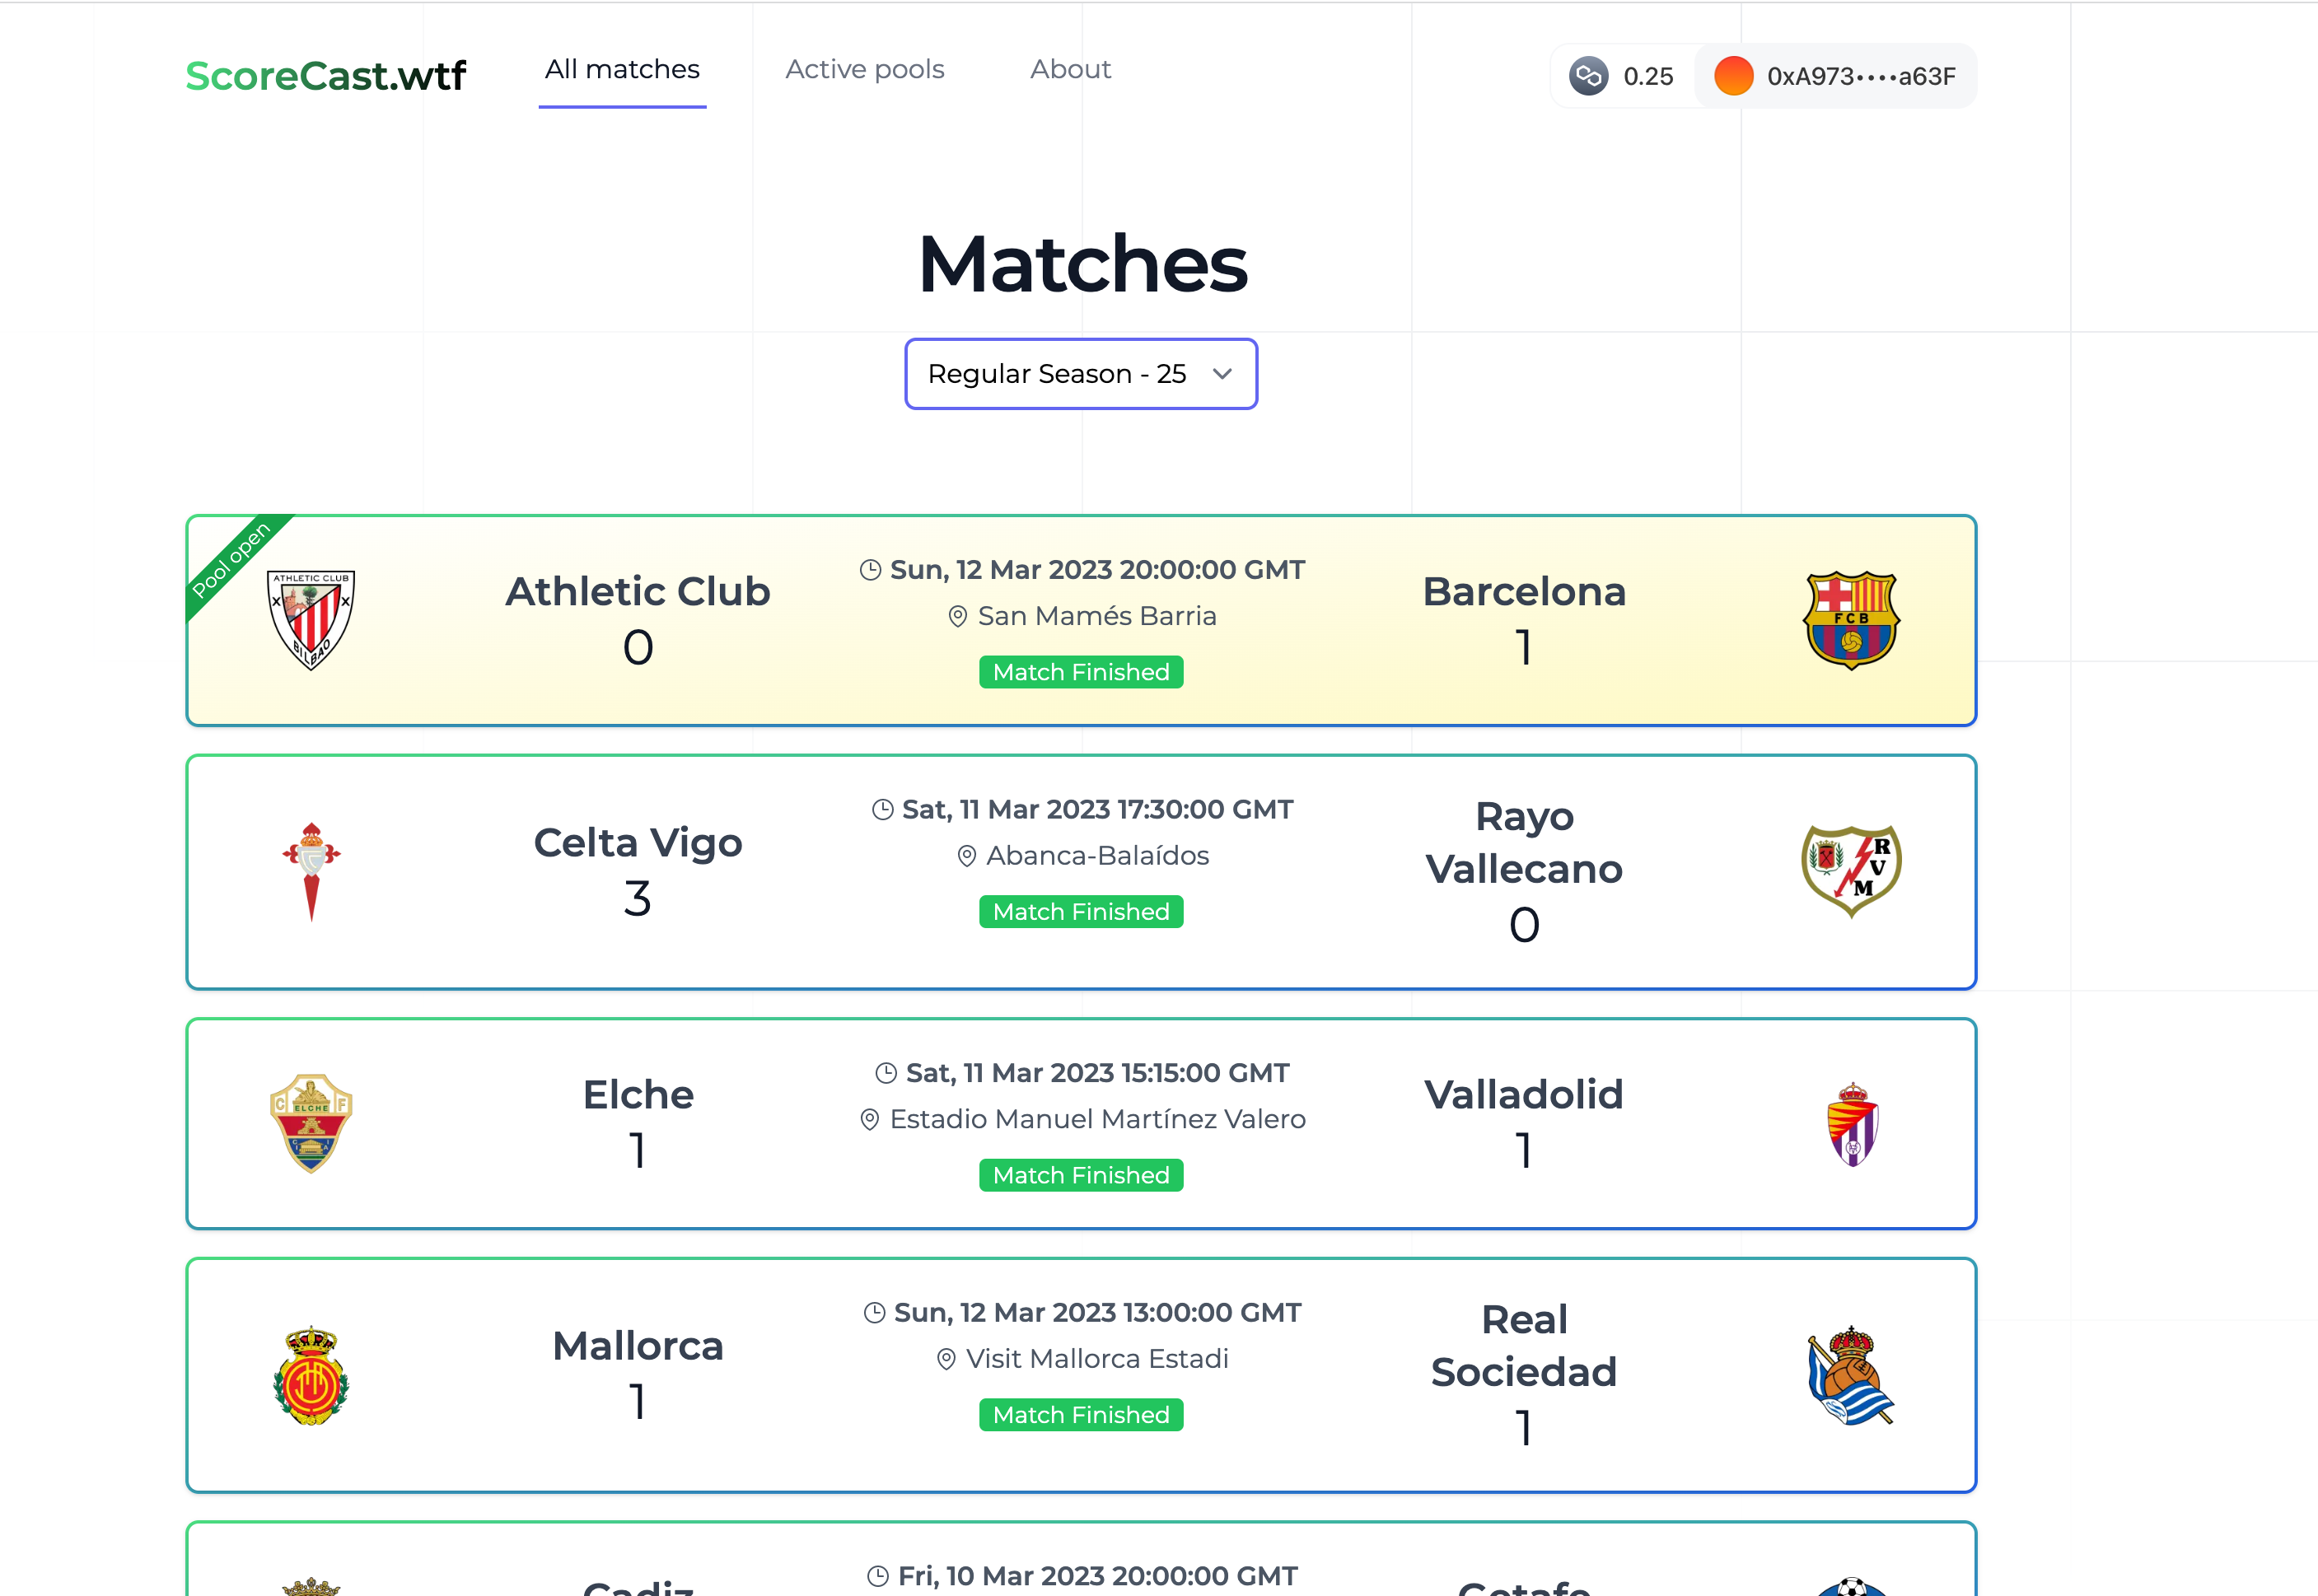 ScoreCast.wtf
All matches
Active pools
About
0.25
0xA973••••a63F
Matches
Regular Season - 25
Pool open
ATHLETIC CLUB
BILBAO
Athletic Club
0
Sun, 12 Mar 2023 20:00:00 GMT
San Mamés Barria
Match Finished
Barcelona
1
FCB
Celta Vigo
3
Sat, 11 Mar 2023 17:30:00 GMT
Abanca-Balaídos
Match Finished
Rayo
Vallecano
0
R
V
M
C ELCHE F
Elche
1
Sat, 11 Mar 2023 15:15:00 GMT
Estadio Manuel Martínez Valero
Match Finished
Valladolid
1
Mallorca
1
Sun, 12 Mar 2023 13:00:00 GMT
Visit Mallorca Estadi
Match Finished
Real
Sociedad
1
Cadiz
Fri, 10 Mar 2023 20:00:00 GMT
Getafe